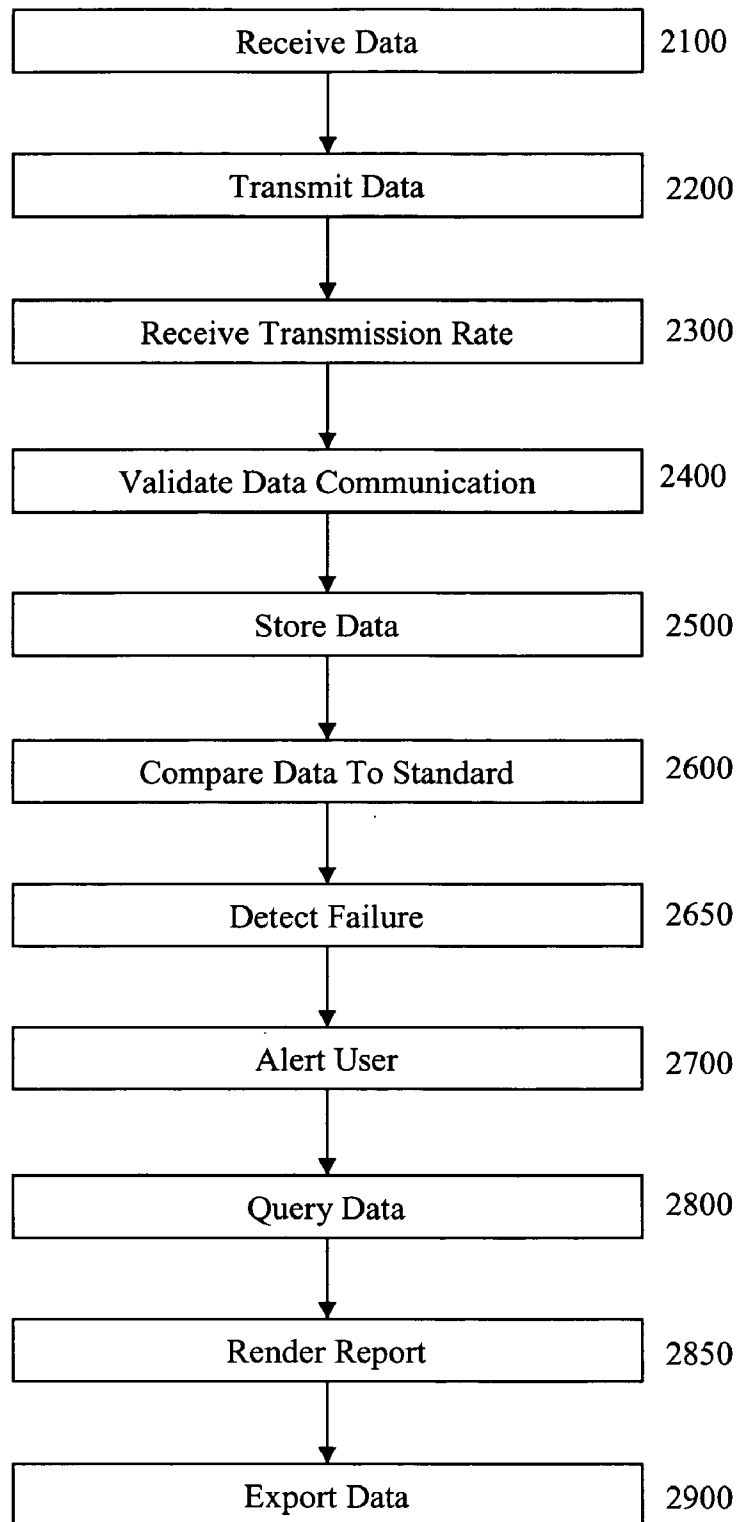 Receive Data 2100
Transmit Data 2200
Receive Transmission Rate 2300
Validate Data Communication 2400
Store Data 2500
Compare Data To Standard 2600
Detect Failure 2650
Alert User 2700
Query Data 2800
Render Report 2850
Export Data 2900